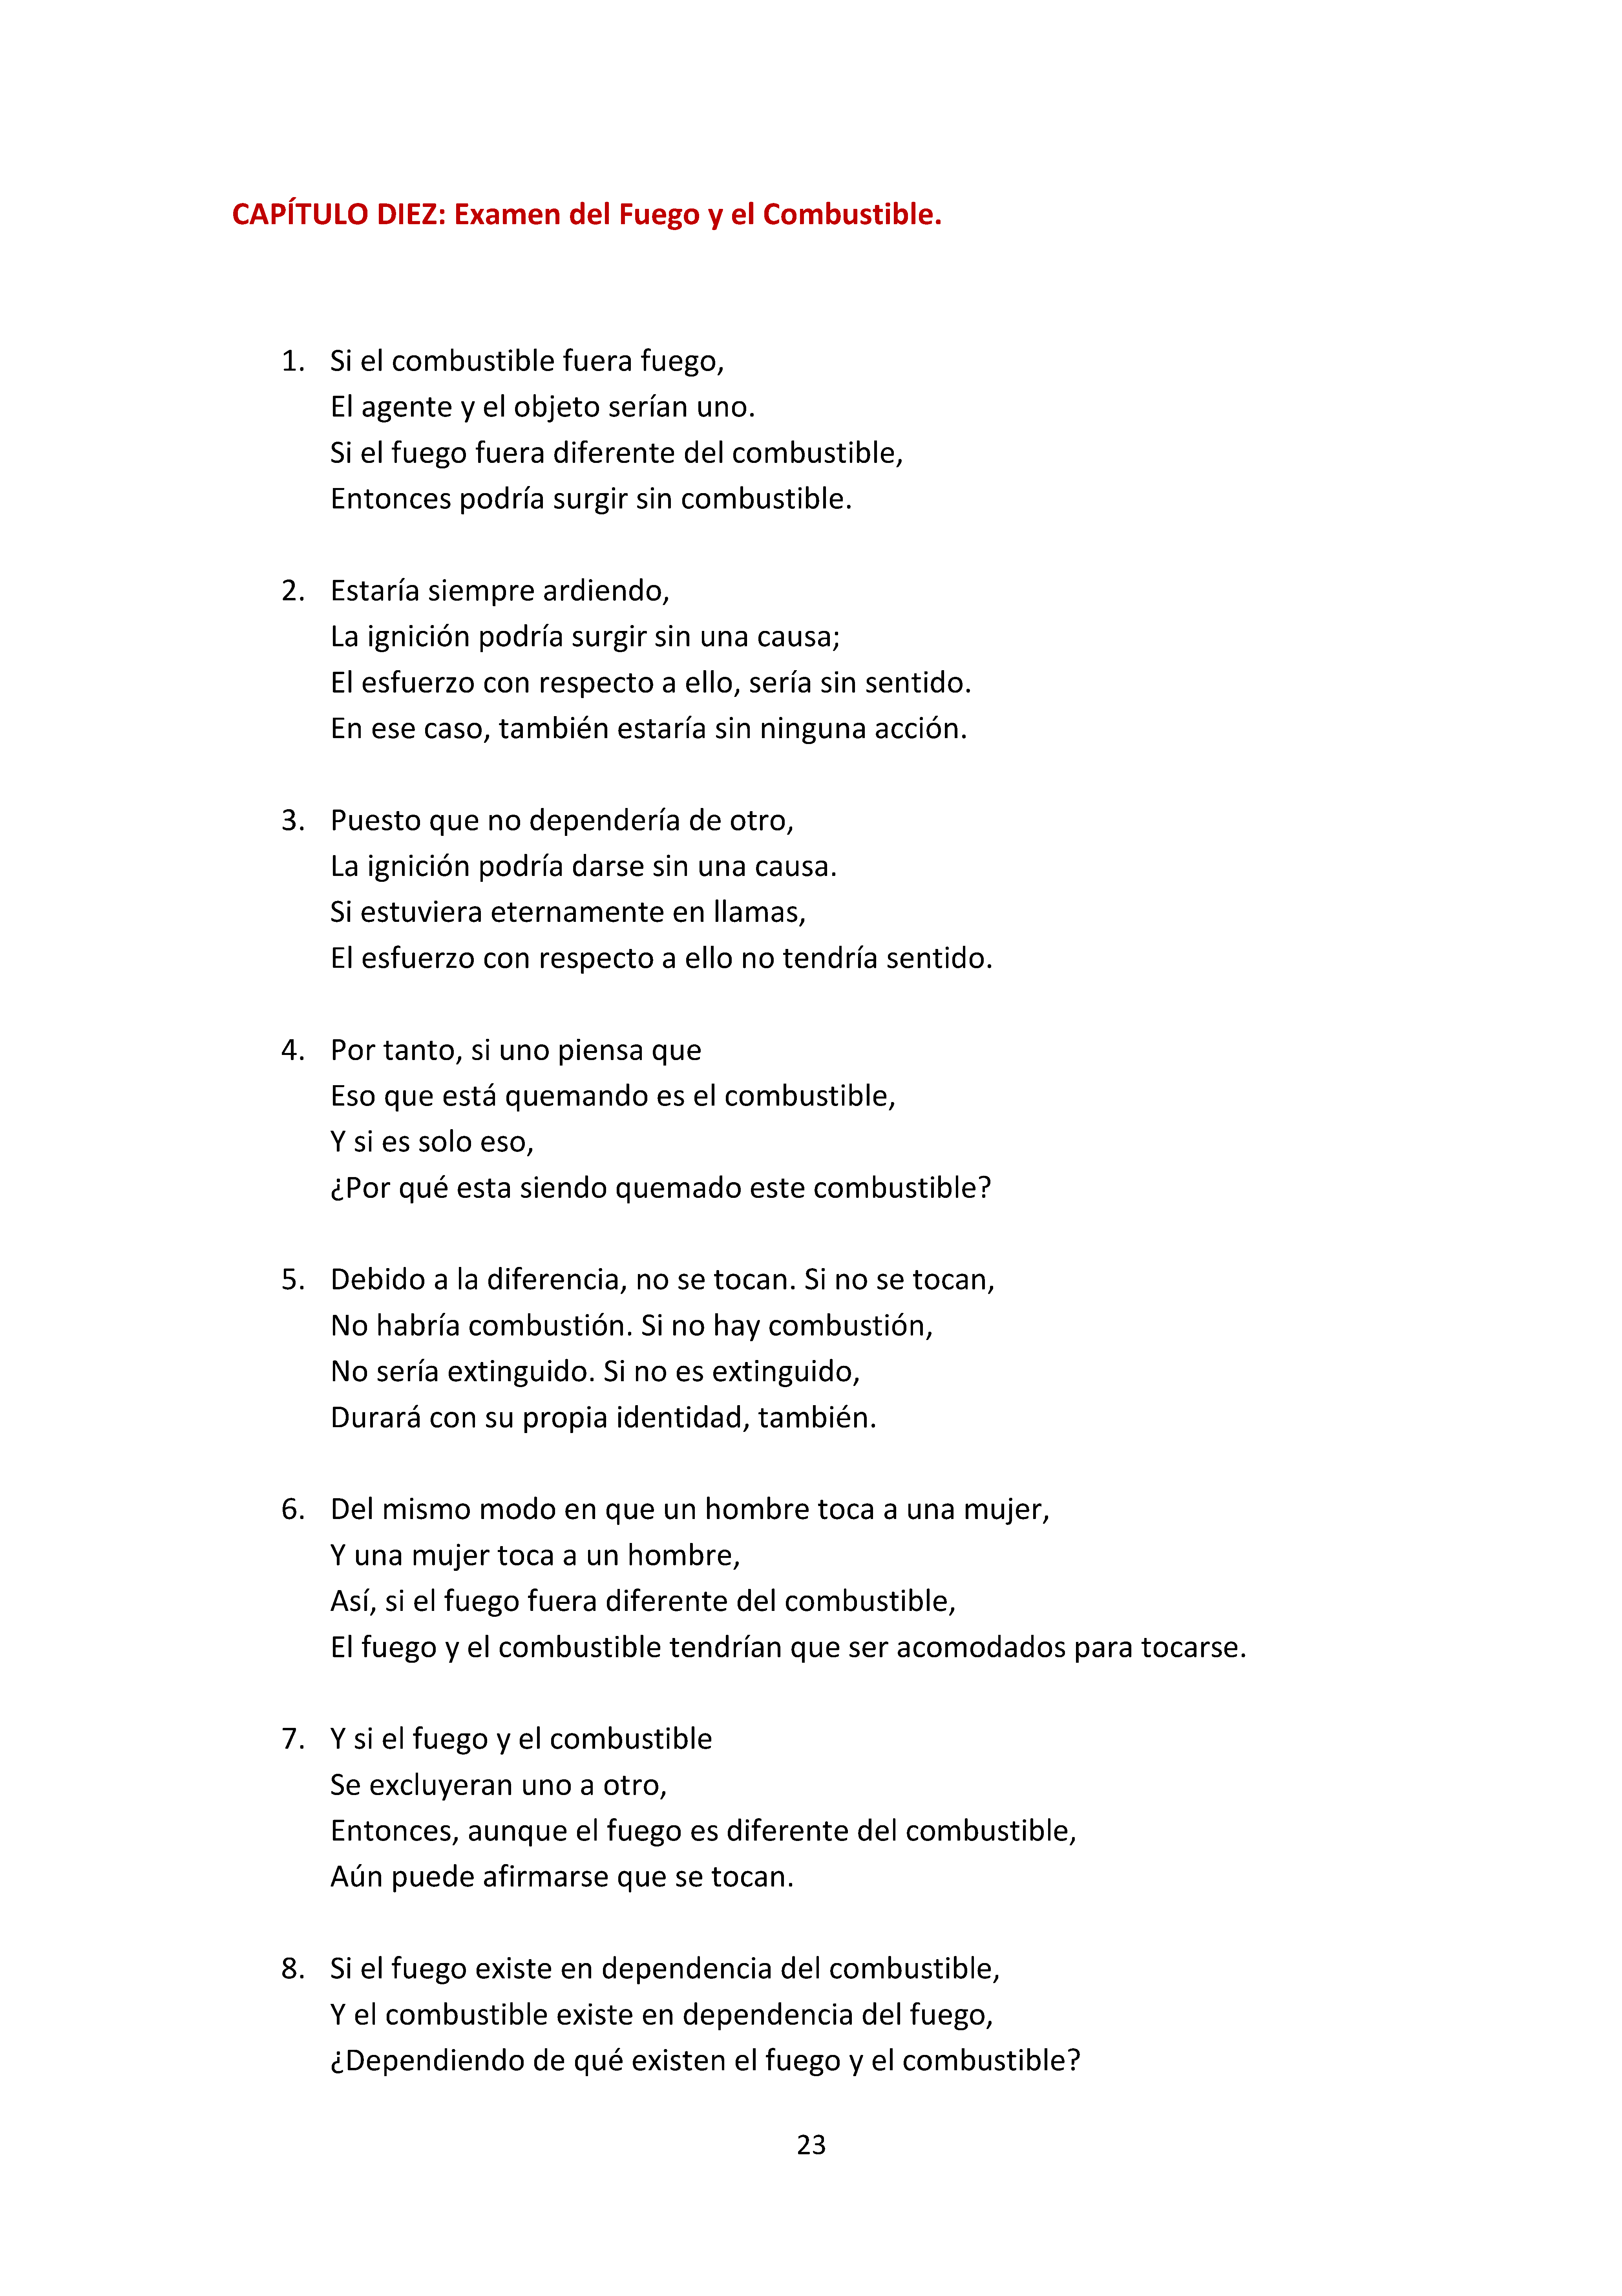 CAPÍTULO DIEZ: Examen del Fuego y el Combustible.
1. Si el combustible fuera fuego,
El agente y el objeto serían uno.
Si el fuego fuera diferente del combustible,
Entonces podría surgir sin combustible.
2. Estaría siempre ardiendo,
La ignición podría surgir sin una causa;
El esfuerzo con respecto a ello, sería sin sentido.
En ese caso, también estaría sin ninguna acción.
3. Puesto que no dependería de otro,
La ignición podría darse sin una causa.
Si estuviera eternamente en llamas,
El esfuerzo con respecto a ello no tendría sentido.
4. Por tanto, si uno piensa que
Eso que está quemando es el combustible,
Y si es solo eso,
¿Por qué esta siendo quemado este combustible?
5. Debido a la diferencia, no se tocan. Si no se tocan,
No habría combustión. Si no hay combustión,
No sería extinguido. Si no es extinguido,
Durará con su propia identidad, también.
6. Del mismo modo en que un hombre toca a una mujer,
Y una mujer toca a un hombre,
Así, si el fuego fuera diferente del combustible,
El fuego y el combustible tendrían que ser acomodados para tocarse.
7. Y si el fuego y el combustible
Se excluyeran uno a otro,
Entonces, aunque el fuego es diferente del combustible,
Aún puede afirmarse que se tocan.
8. Si el fuego existe en dependencia del combustible,
Y el combustible existe en dependencia del fuego,
¿Dependiendo de qué existen el fuego y el combustible?
23